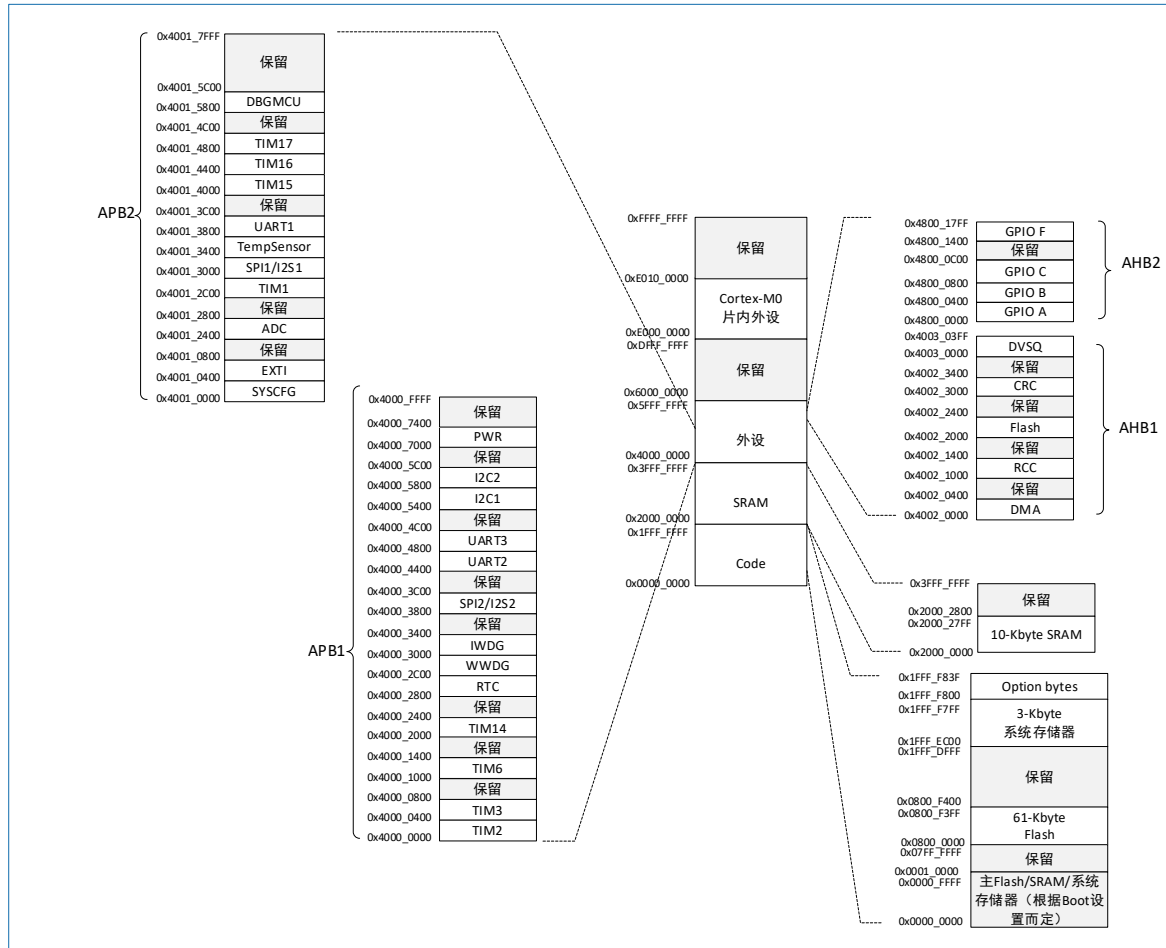 0x4001_7FFF
保留
0x4001_5C00
DBGMCU
0x4001_5800
保留
0x4001_4C00
TIM17
0x4001_4800
TIM16
0x4001_4400
TIM15
0x4001_4000
保留
0x4001_3C00
UART1
0x4001_3800
TempSensor
0x4001_3400
SPI1/I2S1
0x4001_3000
TIM1
0x4001_2C00
保留
0x4001_2800
ADC
0x4001_2400
保留
0x4001_0800
EXTI
0x4001_0400
SYSCFG
0x4001_0000
APB2
0x4000_FFFF
保留
0x4000_7400
PWR
0x4000_7000
保留
0x4000_5C00
I2C2
0x4000_5800
I2C1
0x4000_5400
保留
0x4000_4C00
UART3
0x4000_4800
UART2
0x4000_4400
保留
0x4000_3C00
SPI2/I2S2
0x4000_3800
保留
0x4000_3400
IWDG
0x4000_3000
WWDG
0x4000_2C00
RTC
0x4000_2800
保留
0x4000_2400
TIM14
0x4000_2000
保留
0x4000_1400
TIM6
0x4000_1000
保留
0x4000_0800
TIM3
0x4000_0400
TIM2
0x4000_0000
APB1
0xFFFF_FFFF
保留
0xE010_0000
Cortex-M0
片内外设
0xE000_0000
0xDFFF_FFFF
保留
0x6000_0000
0x5FFF_FFFF
外设
0x4000_0000
0x3FFF_FFFF
SRAM
0x2000_0000
0x1FFF_FFFF
Code
0x0000_0000
0x4800_17FF
GPIO F
0x4800_1400
保留
0x4800_0C00
GPIO C
0x4800_0800
GPIO B
0x4800_0400
GPIO A
0x4800_0000
AHB2
0x4003_03FF
DVSQ
0x4003_0000
保留
0x4002_3400
CRC
0x4002_3000
保留
0x4002_2400
Flash
0x4002_2000
保留
0x4002_1400
RCC
0x4002_1000
保留
0x4002_0400
DMA
0x4002_0000
AHB1
0x3FFF_FFFF
保留
0x2000_2800
0x2000_27FF
10-Kbyte SRAM
0x2000_0000
0x1FFF_F83F
Option bytes
0x1FFF_F800
0x1FFF_F7FF
3-Kbyte
系统存储器
0x1FFF_EC00
0x1FFF_DFFF
保留
0x0800_F400
0x0800_F3FF
61-Kbyte
Flash
0x0800_0000
0x07FF_FFFF
保留
0x0001_0000
0x0000_FFFF
主Flash/SRAM/系统
存储器（根据Boot设
置而定）
0x0000_0000